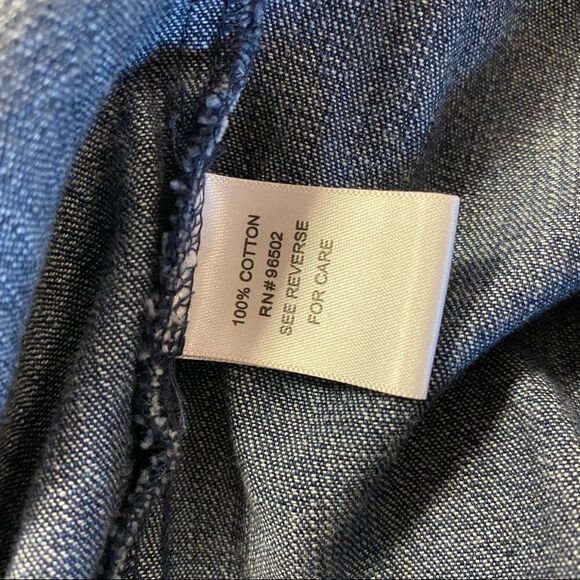 100% COTTON
RN# 96502
SEE REVERSE
FOR CARE